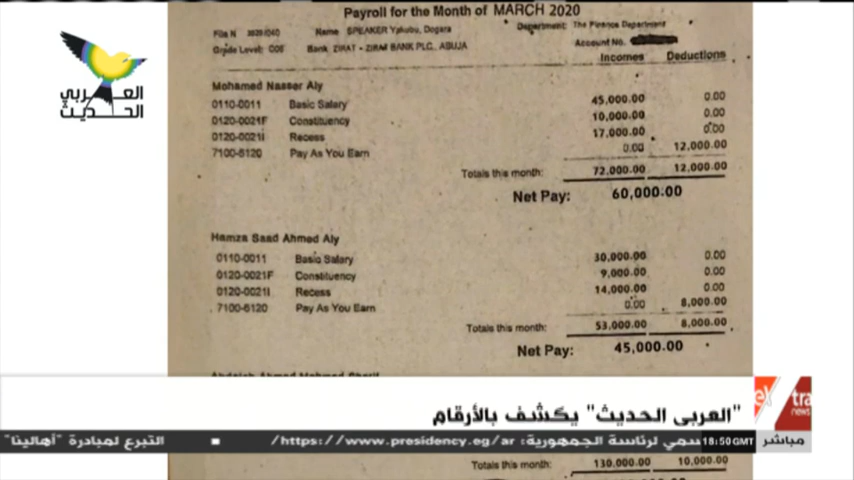 Payroll for the Month of MARCH 2020
File N 2020/040 Name SPEAKER Yakubu, Dogara Department: The Finance Department
Grade Level: Bank ZIRAT - ZIRAT BANK PLC., ABUJA Account No.
Incomes Deductions
العربي
الحديث
Mohamed Nasser Aly
0110-0011 Basic Salary 45,000.00 0.00
0120-0021F Constituency 10,000.00 0.00
0120-0021I Recess 17,000.00 0.00
7100-6120 Pay As You Earn 0.00 12,000.00
Totals this month: 72,000.00 12,000.00
Net Pay: 60,000.00
Hamza Saad Ahmed Aly
0110-0011 Basic Salary 30,000.00 0.00
0120-0021F Constituency 9,000.00 0.00
0120-0021I Recess 14,000.00 0.00
7100-6120 Pay As You Earn 0.00 8,000.00
Totals this month: 53,000.00 8,000.00
Net Pay: 45,000.00
"العربى الحديث" يكشف بالأرقام
extra
news
مباشر 18:50 GMT سمي لرئاسة الجمهورية: https://www.presidency.eg/ar/ ■ التبرع لمبادرة "أهالينا"
Totals this month: 130,000.00 10,000.00